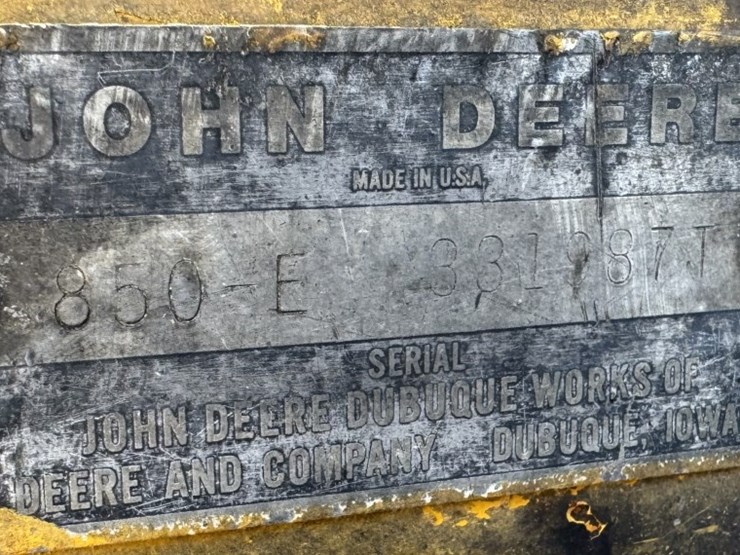 JOHN DEERE
MADE IN U.S.A.
850-E
SERIAL
JOHN DEERE DUBUQUE WORKS OF
DEERE AND COMPANY DUBUQUE, IOWA